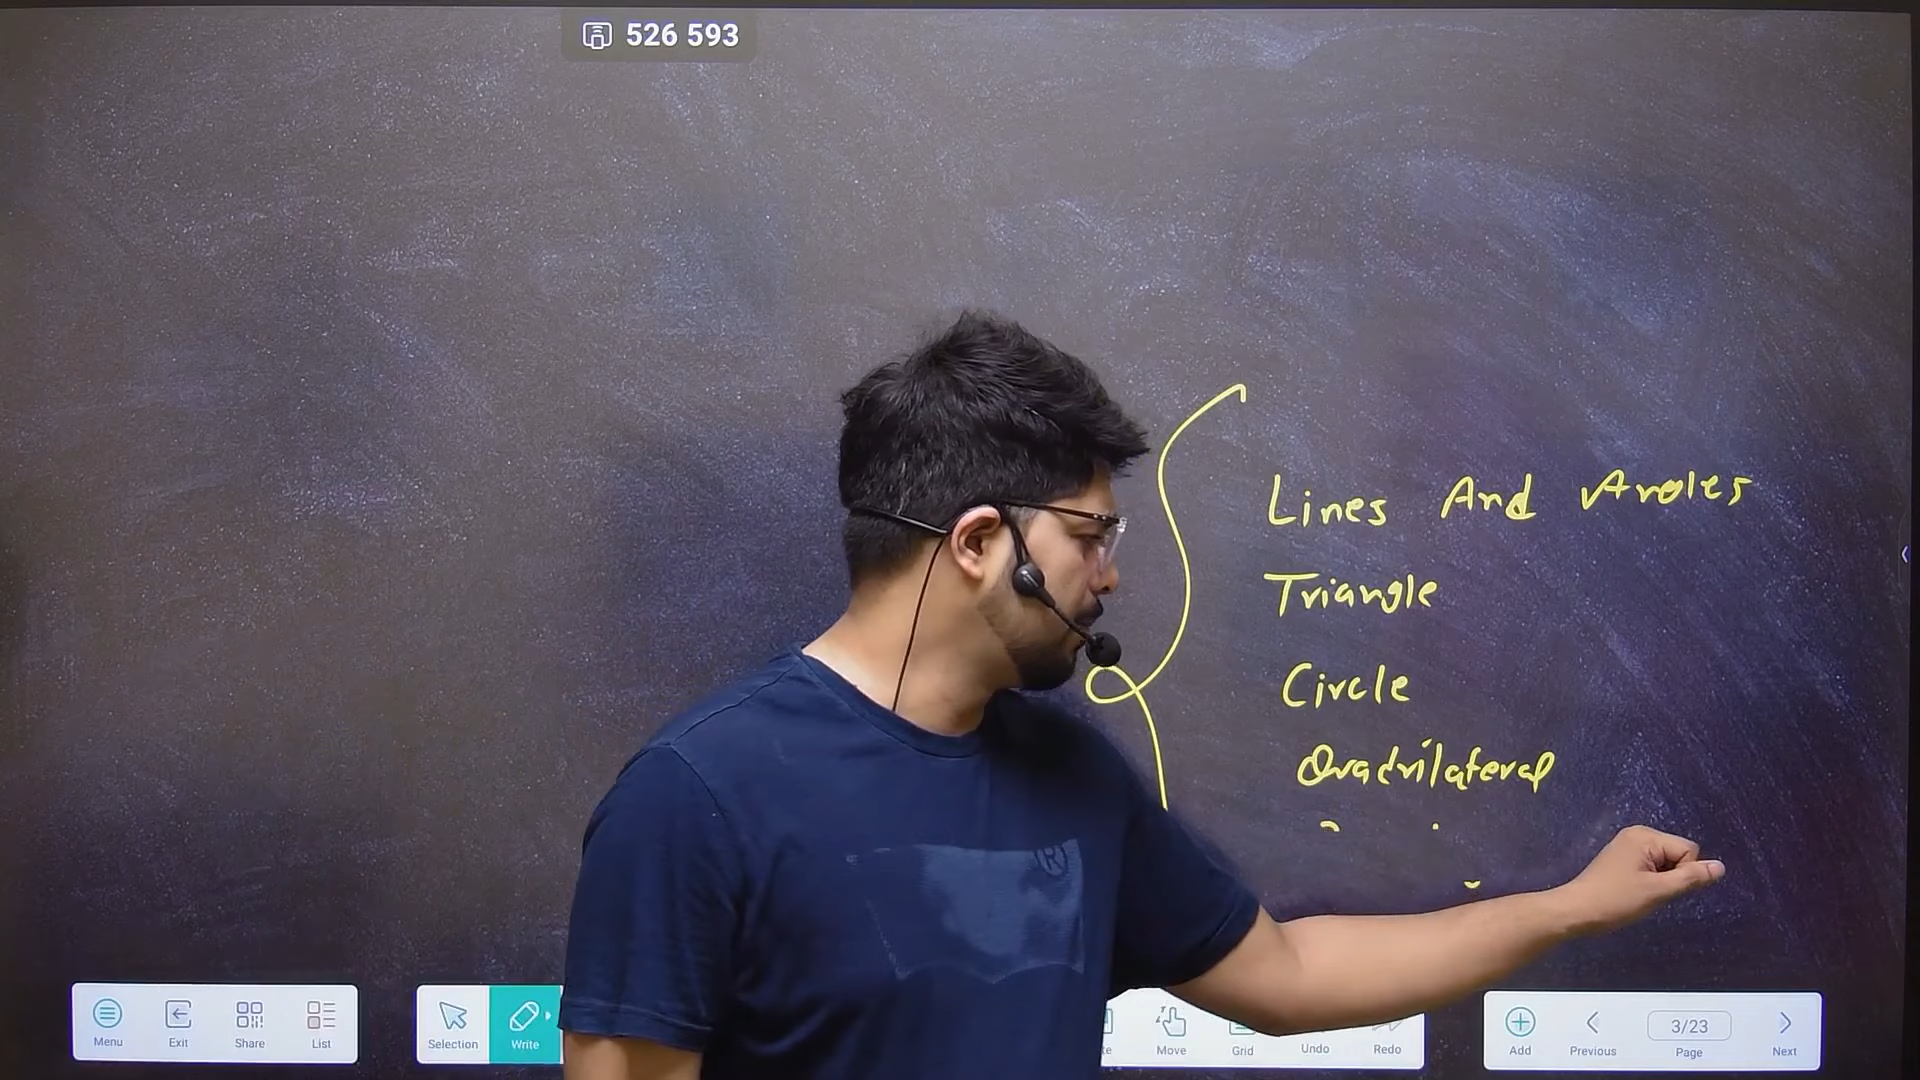 526 593
Lines And Angles
Triangle
Circle
Quadrilateral
(R)
Menu Exit Share List Selection Write Move Grid Undo Redo Add Previous 3/23 Page Next